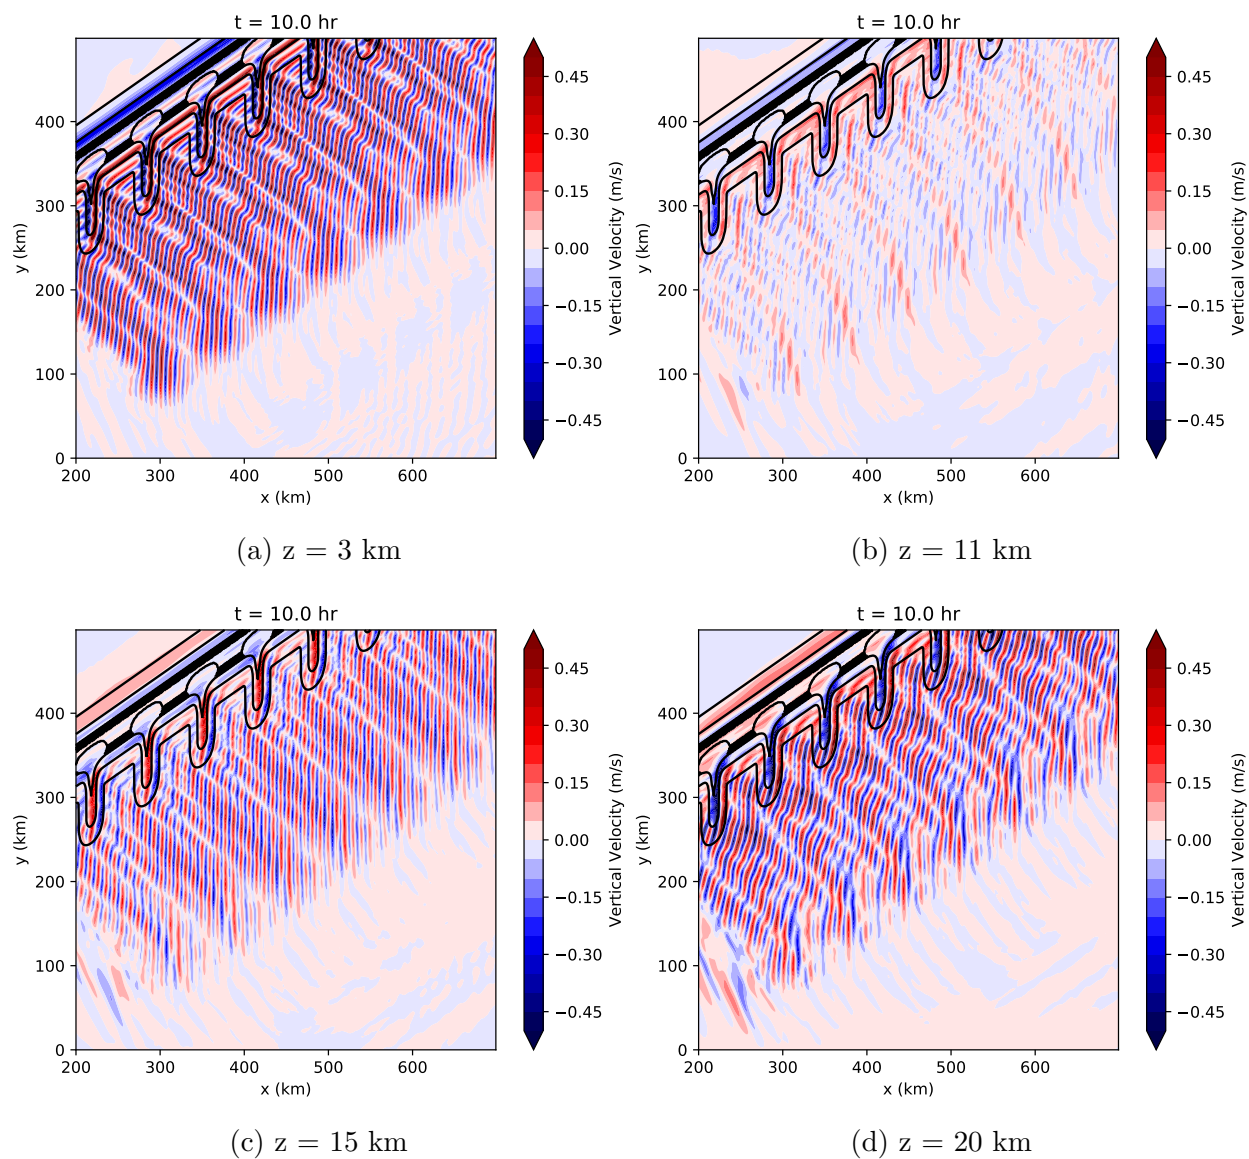 t = 10.0 hr
400
300
200
100
0
y (km)
200 300 400 500 600
x (km)
0.45
0.30
0.15
0.00
−0.15
−0.30
−0.45
Vertical Velocity (m/s)
(a) z = 3 km
t = 10.0 hr
400
300
200
100
0
y (km)
200 300 400 500 600
x (km)
0.45
0.30
0.15
0.00
−0.15
−0.30
−0.45
Vertical Velocity (m/s)
(b) z = 11 km
t = 10.0 hr
400
300
200
100
0
y (km)
200 300 400 500 600
x (km)
0.45
0.30
0.15
0.00
−0.15
−0.30
−0.45
Vertical Velocity (m/s)
(c) z = 15 km
t = 10.0 hr
400
300
200
100
0
y (km)
200 300 400 500 600
x (km)
0.45
0.30
0.15
0.00
−0.15
−0.30
−0.45
Vertical Velocity (m/s)
(d) z = 20 km